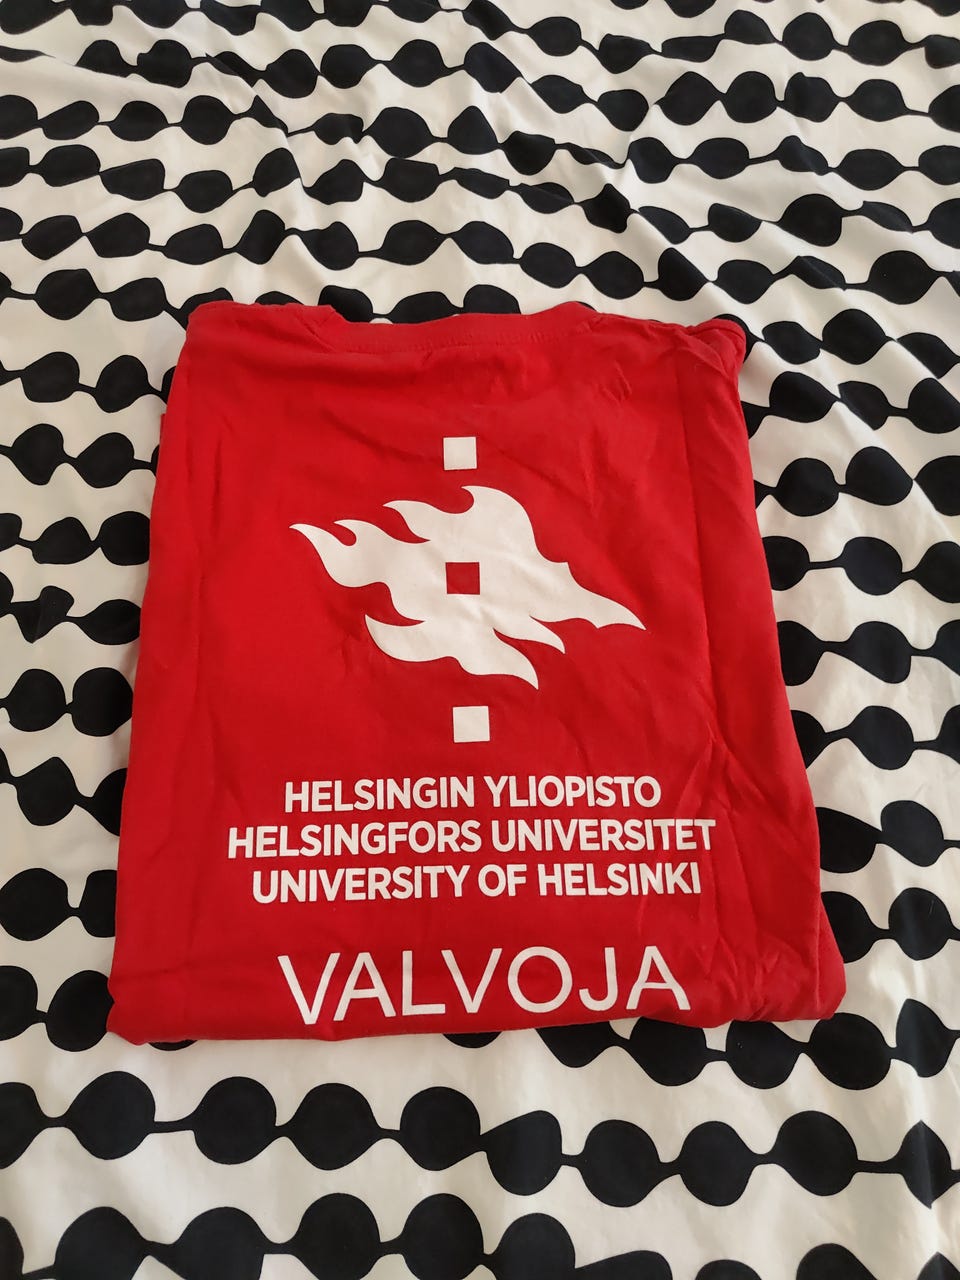 HELSINGIN YLIOPISTO
HELSINGFORS UNIVERSITET
UNIVERSITY OF HELSINKI
VALVOJA